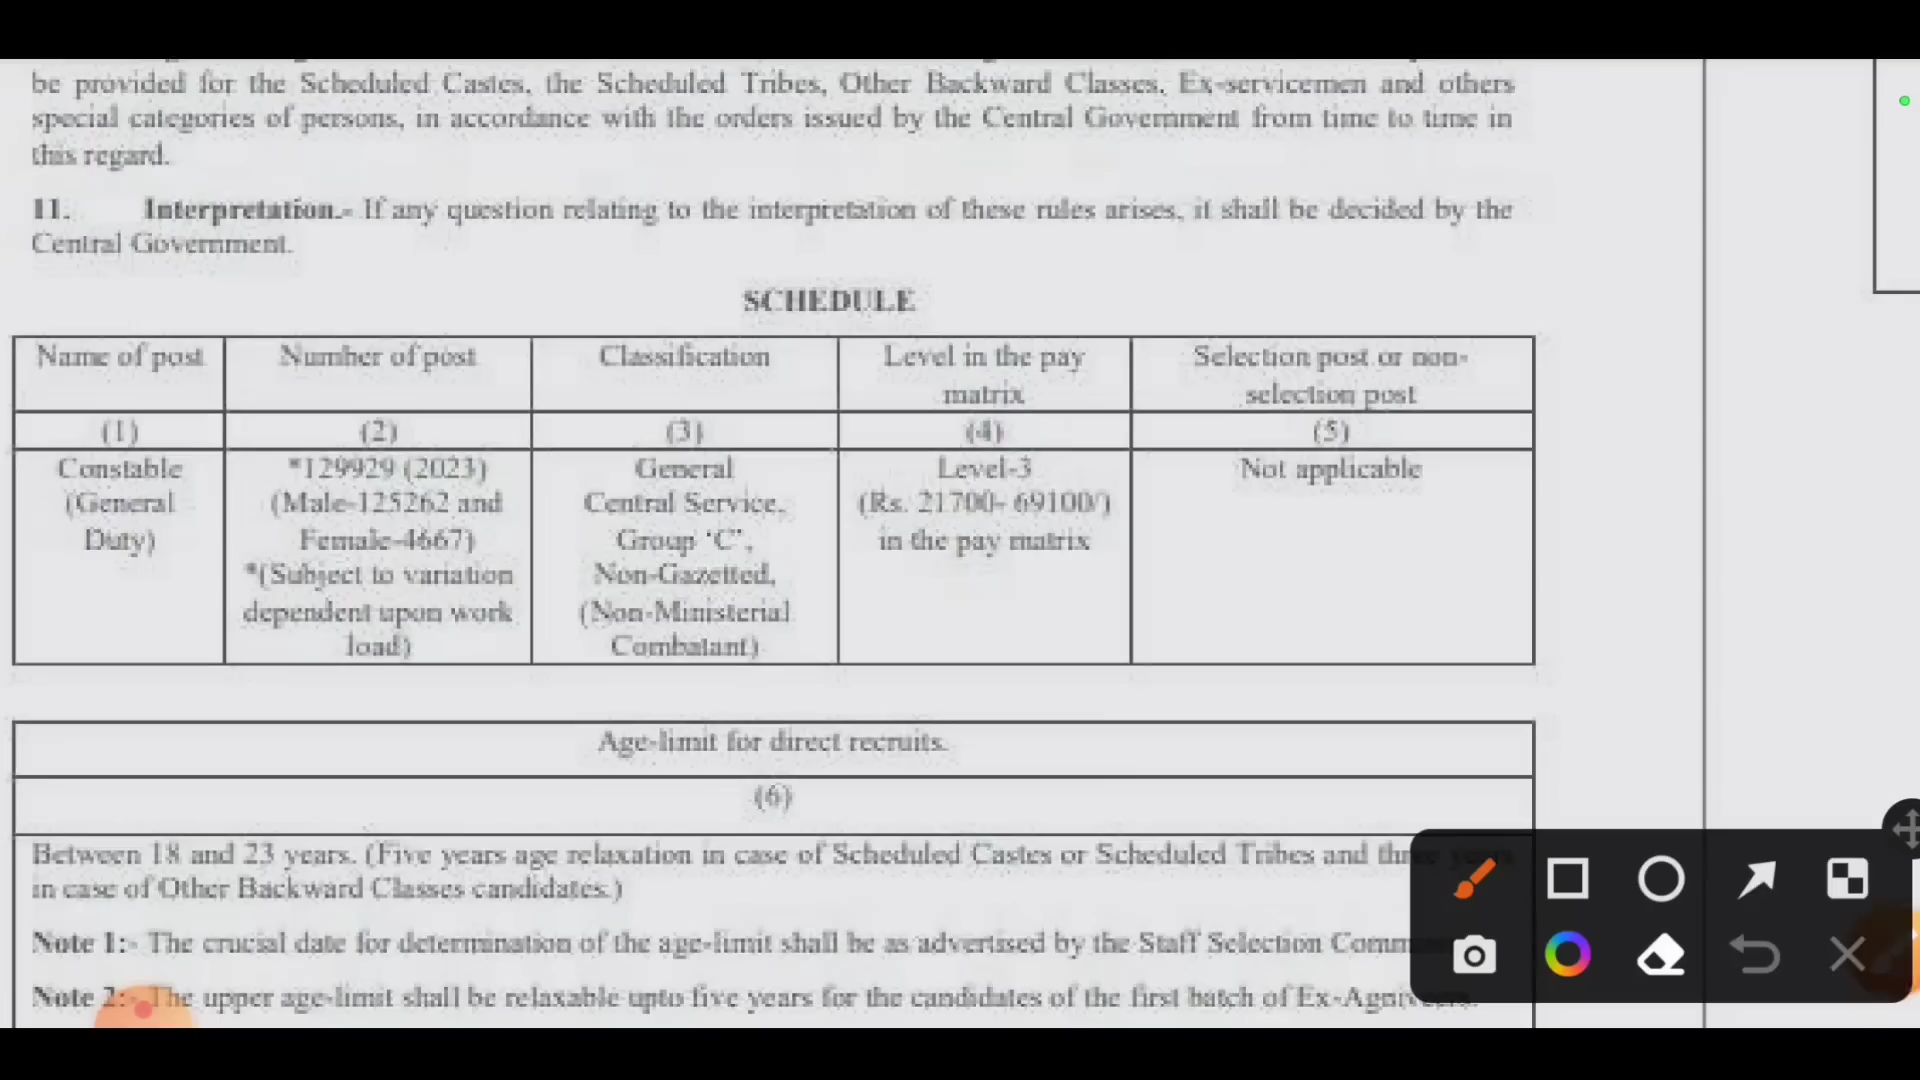 be provided for the Scheduled Castes, the Scheduled Tribes, Other Backward Classes, Ex-servicemen and others
special categories of persons, in accordance with the orders issued by the Central Government from time to time in
this regard.
11. Interpretation.- If any question relating to the interpretation of these rules arises, it shall be decided by the
Central Government.
SCHEDULE
Name of post
Number of post
Classification
Level in the pay
matrix
Selection post or non-
selection post
(1)
(2)
(3)
(4)
(5)
Constable
(General
Duty)
*129929 (2023)
(Male-125262 and
Female-4667)
*(Subject to variation
dependent upon work
load)
General
Central Service,
Group 'C',
Non-Gazetted,
(Non-Ministerial
Combatant)
Level-3
(Rs. 21700- 69100/)
in the pay matrix
Not applicable
Age-limit for direct recruits.
(6)
Between 18 and 23 years. (Five years age relaxation in case of Scheduled Castes or Scheduled Tribes and three years
in case of Other Backward Classes candidates.)
Note 1:- The crucial date for determination of the age-limit shall be as advertised by the Staff Selection
Note 2:- The upper age-limit shall be relaxable upto five years for the candidates of the first batch of Ex-Agniveers.